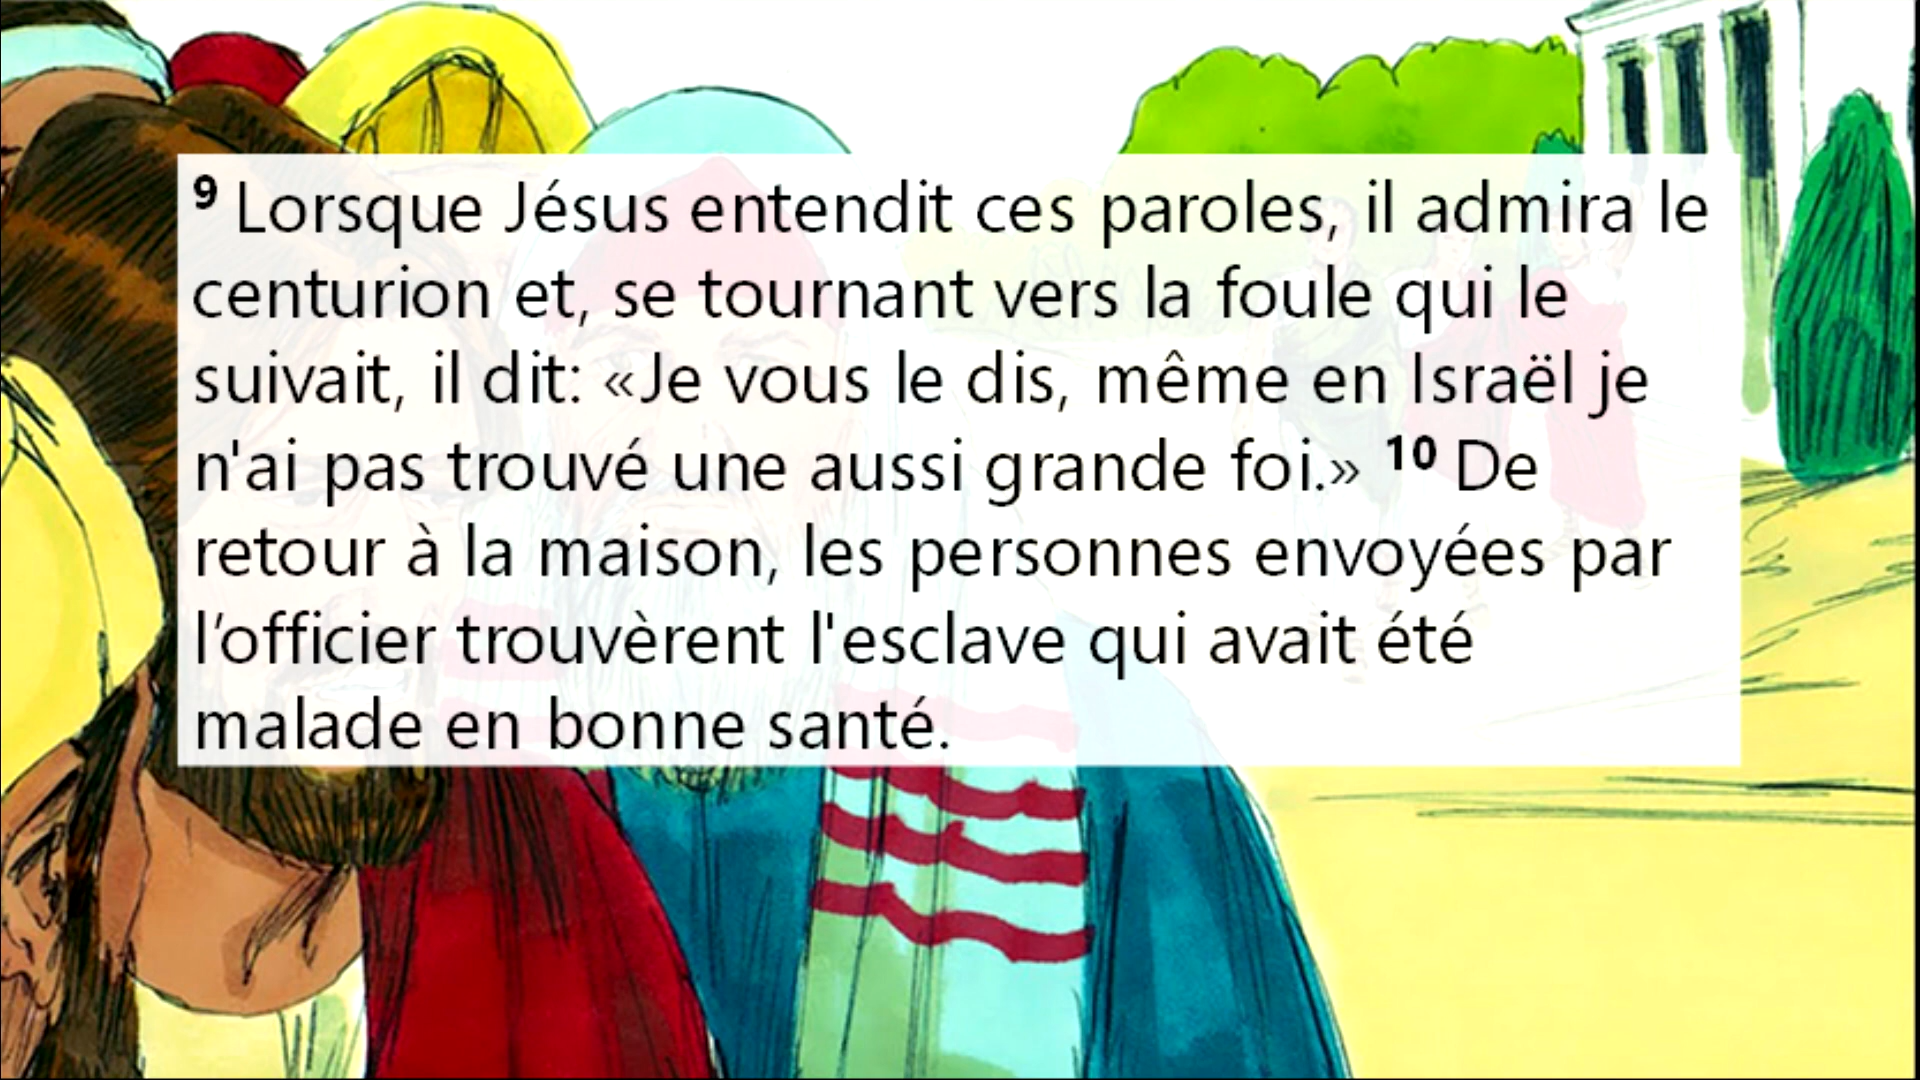 9 Lorsque Jésus entendit ces paroles, il admira le
centurion et, se tournant vers la foule qui le
suivait, il dit: «Je vous le dis, même en Israël je
n'ai pas trouvé une aussi grande foi.» 10 De
retour à la maison, les personnes envoyées par
l’officier trouvèrent l'esclave qui avait été
malade en bonne santé.